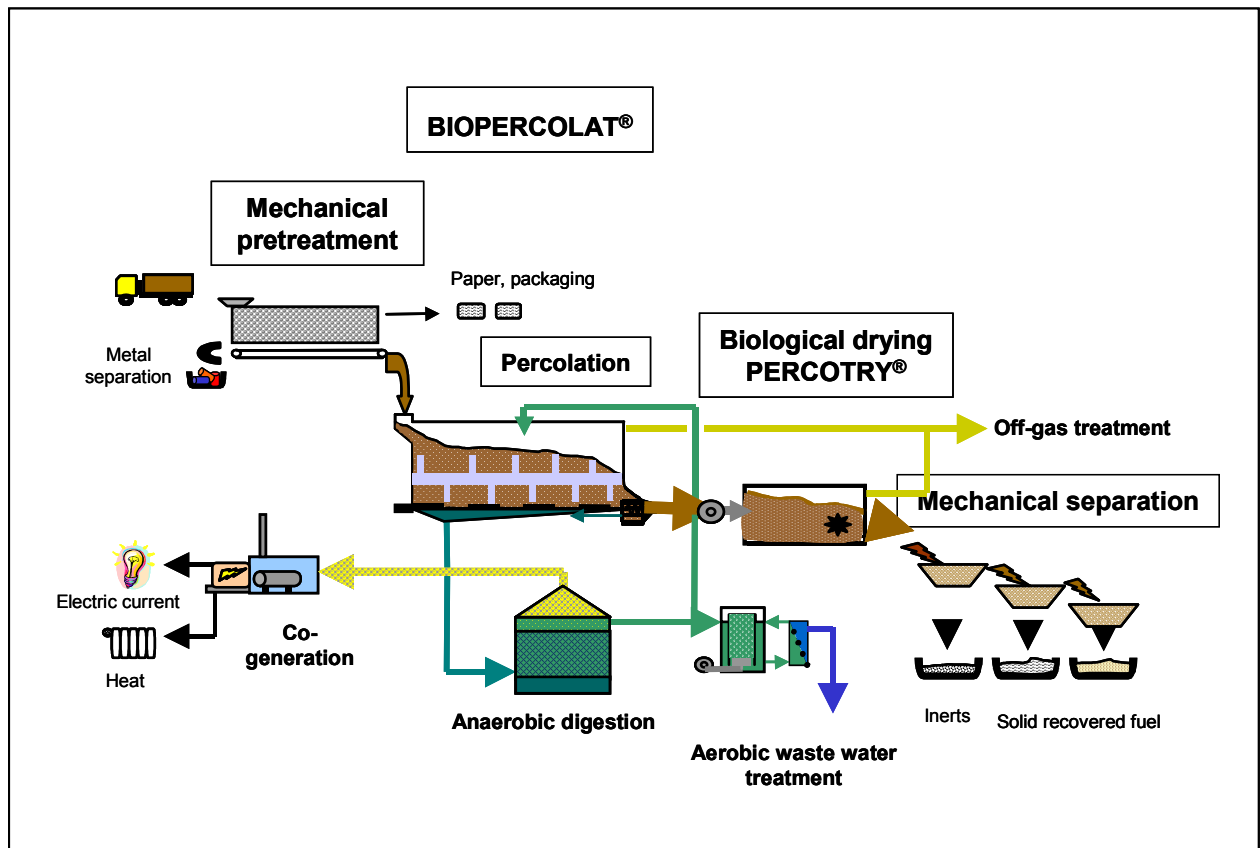 BIOPERCOLAT®
Mechanical
pretreatment
Paper, packaging
Metal
separation
Percolation
Biological drying
PERCOTRY®
Off-gas treatment
Mechanical separation
Electric current
Heat
Co-
generation
Anaerobic digestion
Aerobic waste water
treatment
Inerts
Solid recovered fuel